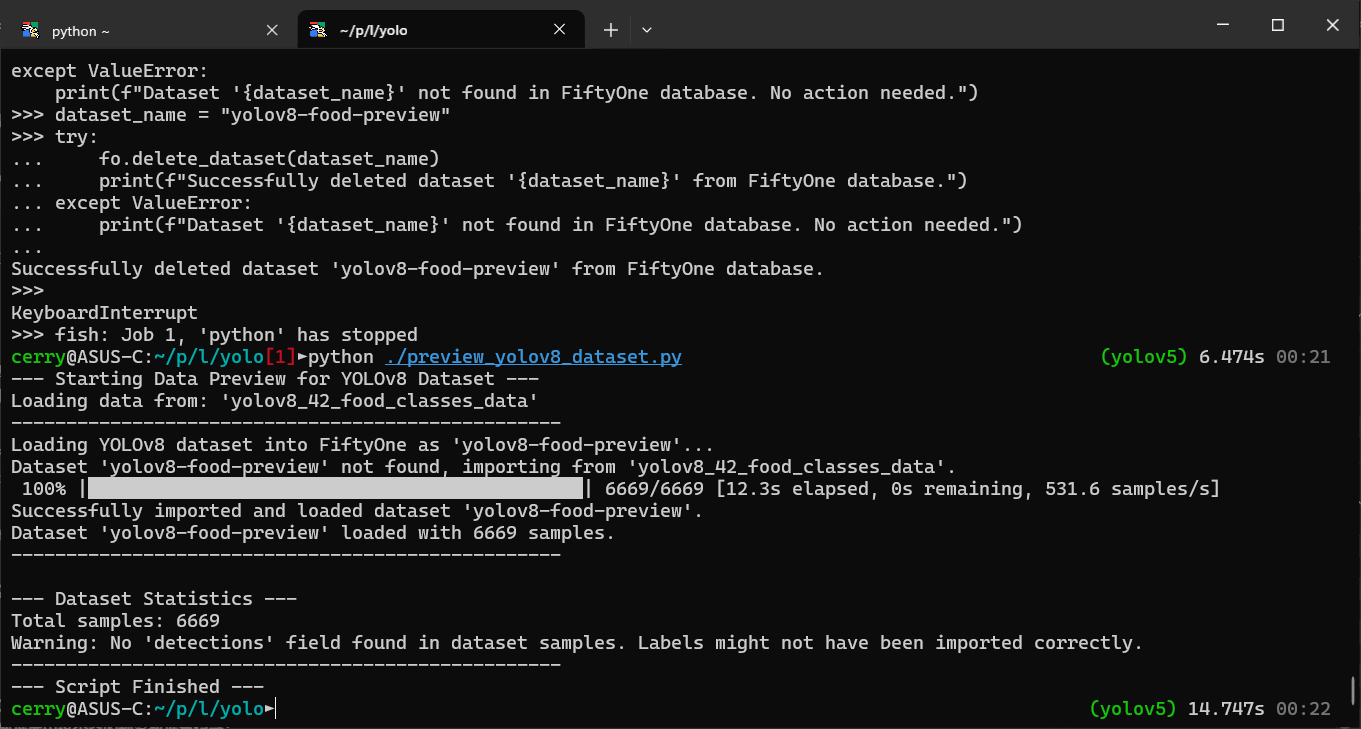 python ~
~/p/l/yolo
except ValueError:
    print(f"Dataset '{dataset_name}' not found in FiftyOne database. No action needed.")
>>> dataset_name = "yolov8-food-preview"
>>> try:
...     fo.delete_dataset(dataset_name)
...     print(f"Successfully deleted dataset '{dataset_name}' from FiftyOne database.")
... except ValueError:
...     print(f"Dataset '{dataset_name}' not found in FiftyOne database. No action needed.")
...
Successfully deleted dataset 'yolov8-food-preview' from FiftyOne database.
>>>
KeyboardInterrupt
>>> fish: Job 1, 'python' has stopped
cerry@ASUS-C:~/p/l/yolo[1]►python ./preview_yolov8_dataset.py (yolov5) 6.474s 00:21
--- Starting Data Preview for YOLOv8 Dataset ---
Loading data from: 'yolov8_42_food_classes_data'
--------------------------------------------------
Loading YOLOv8 dataset into FiftyOne as 'yolov8-food-preview'...
Dataset 'yolov8-food-preview' not found, importing from 'yolov8_42_food_classes_data'.
 100% |█████████████████████████████████████████████| 6669/6669 [12.3s elapsed, 0s remaining, 531.6 samples/s]
Successfully imported and loaded dataset 'yolov8-food-preview'.
Dataset 'yolov8-food-preview' loaded with 6669 samples.
--------------------------------------------------
--- Dataset Statistics ---
Total samples: 6669
Warning: No 'detections' field found in dataset samples. Labels might not have been imported correctly.
--------------------------------------------------
--- Script Finished ---
cerry@ASUS-C:~/p/l/yolo► (yolov5) 14.747s 00:22